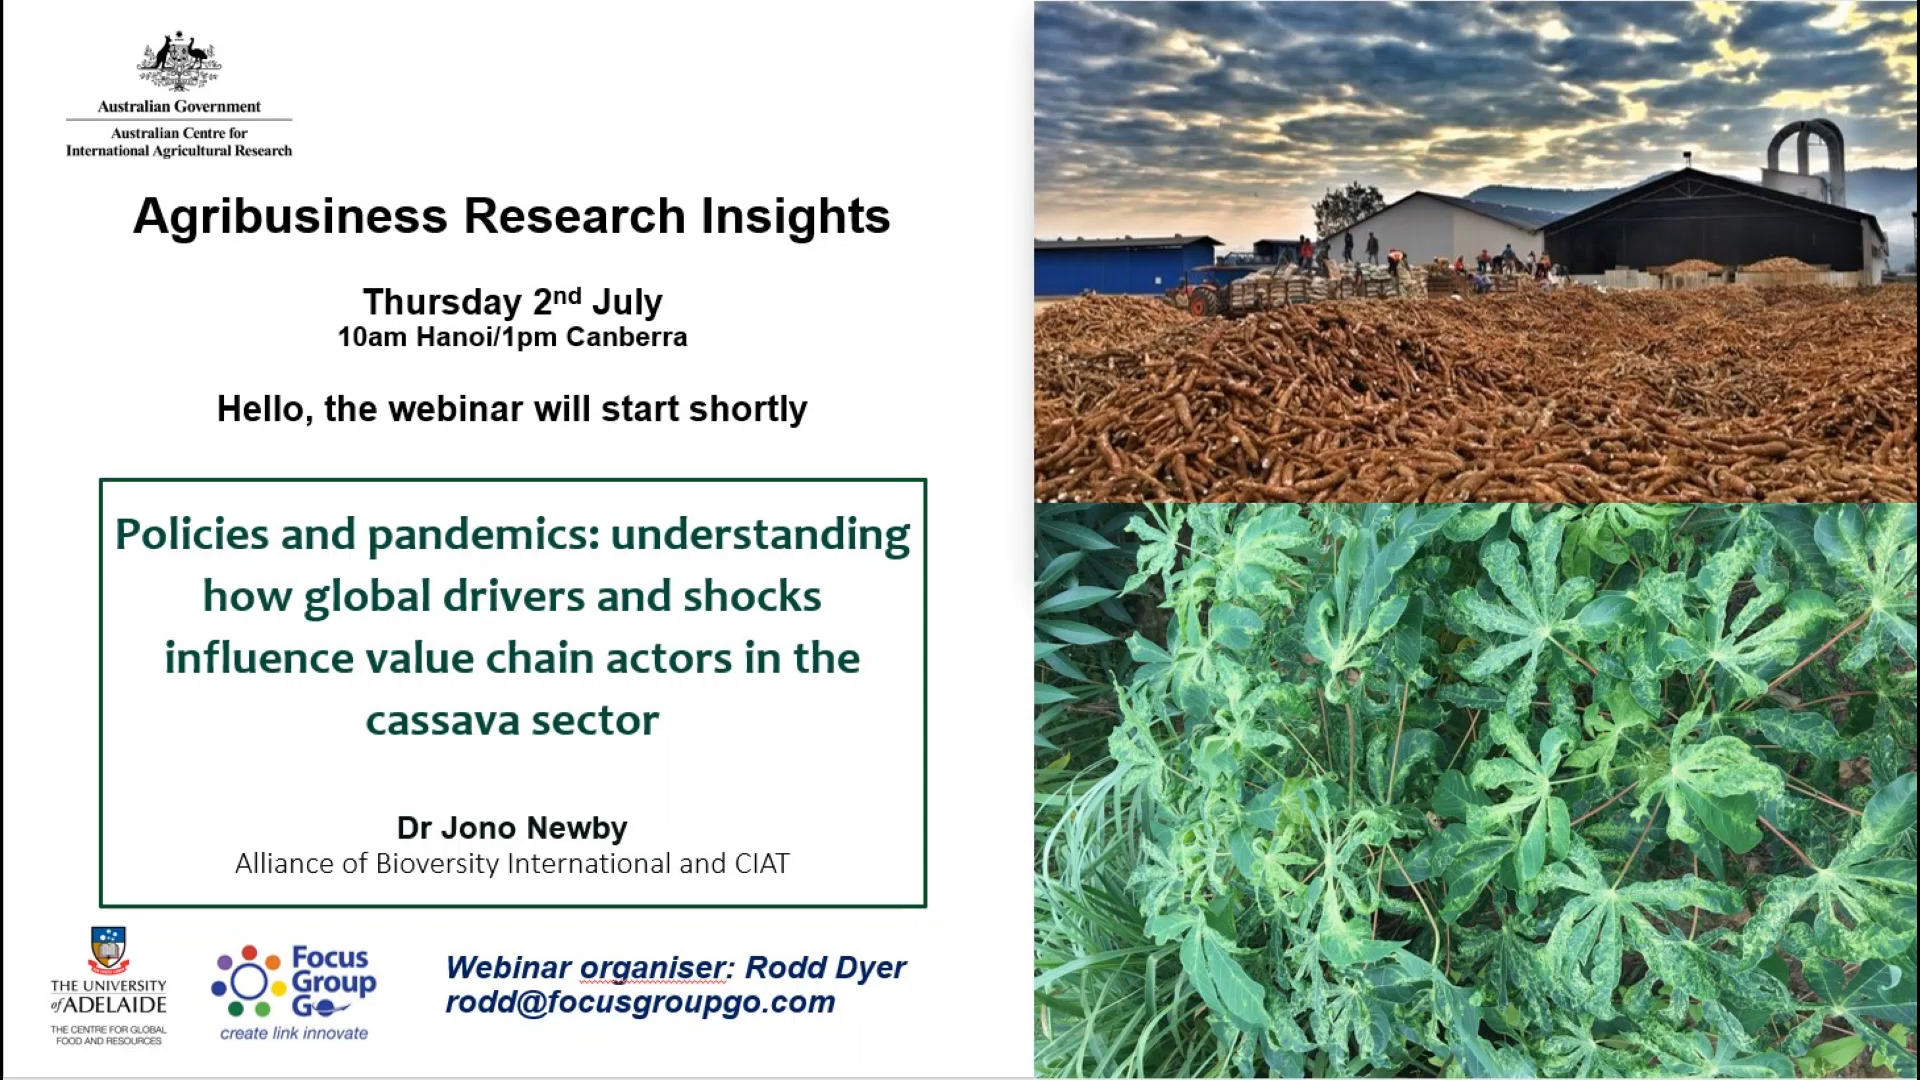 Australian Government
Australian Centre for
International Agricultural Research
Agribusiness Research Insights
Thursday 2nd July
10am Hanoi/1pm Canberra
Hello, the webinar will start shortly
Policies and pandemics: understanding
how global drivers and shocks
influence value chain actors in the
cassava sector
Dr Jono Newby
Alliance of Bioversity International and CIAT
THE UNIVERSITY
of ADELAIDE
THE CENTRE FOR GLOBAL
FOOD AND RESOURCES
Focus
Group
Go
create link innovate
Webinar organiser: Rodd Dyer
rodd@focusgroupgo.com